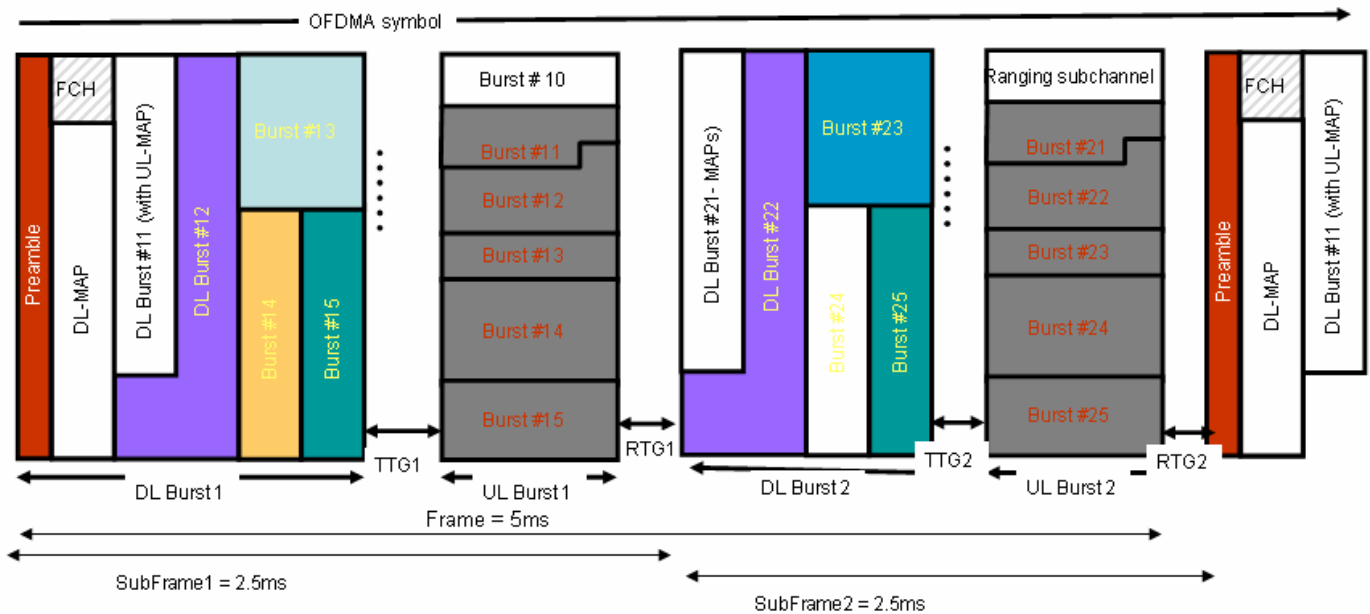 OFDMA symbol
Preamble
FCH
DL-MAP
DL Burst #11 (with UL-MAP)
DL Burst #12
Burst #13
Burst #14
Burst #15
TTG1
Burst # 10
Burst #11
Burst #12
Burst #13
Burst #14
Burst #15
RTG1
DL Burst #21 - MAPs)
DL Burst #22
Burst #23
Burst #24
Burst #25
TTG2
Ranging subchannel
Burst #21
Burst #22
Burst #23
Burst #24
Burst #25
RTG2
Preamble
FCH
DL-MAP
DL Burst #11 (with UL-MAP)
DL Burst 1
UL Burst 1
DL Burst 2
UL Burst 2
Frame = 5ms
SubFrame1 = 2.5ms
SubFrame2 = 2.5ms